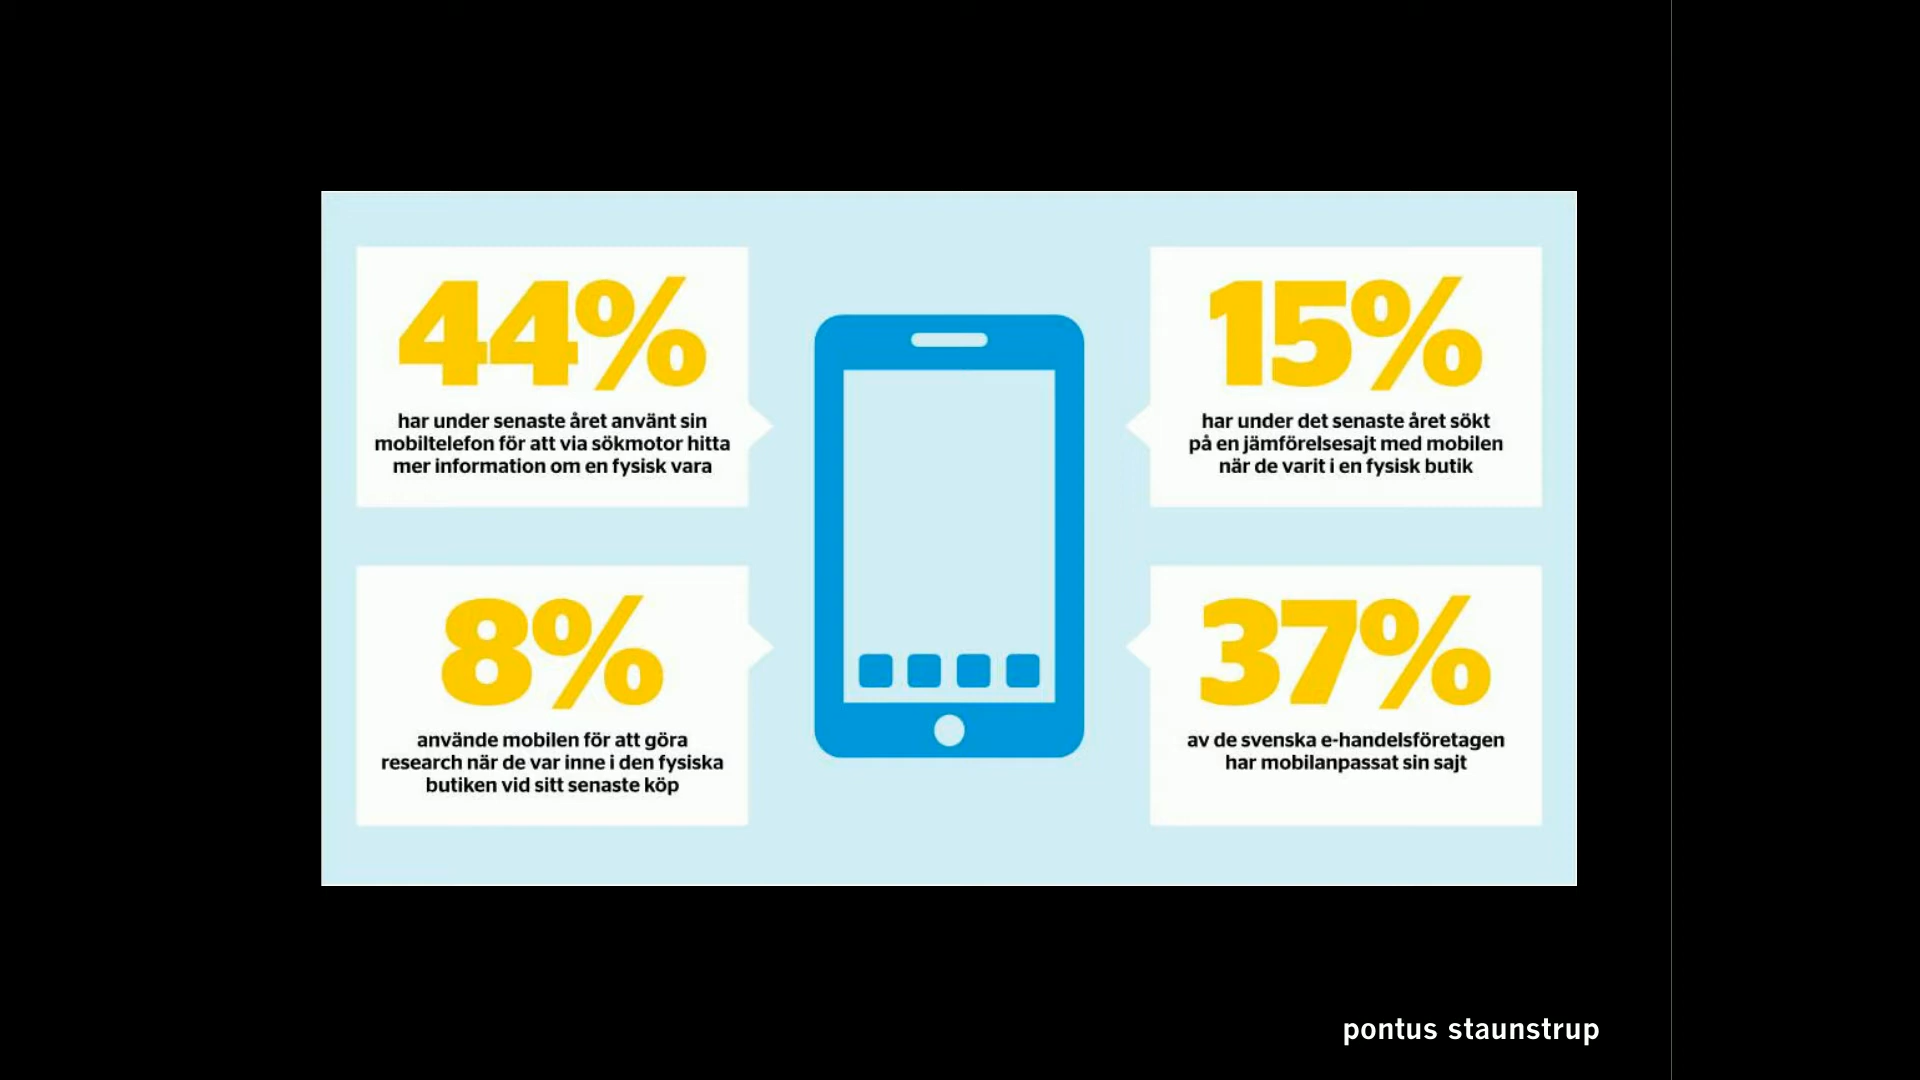 44%
har under senaste året använt sin
mobiltelefon för att via sökmotor hitta
mer information om en fysisk vara
15%
har under det senaste året sökt
på en jämförelsesajt med mobilen
när de varit i en fysisk butik
8%
använde mobilen för att göra
research när de var inne i den fysiska
butiken vid sitt senaste köp
37%
av de svenska e-handelsföretagen
har mobilanpassat sin sajt
pontus staunstrup